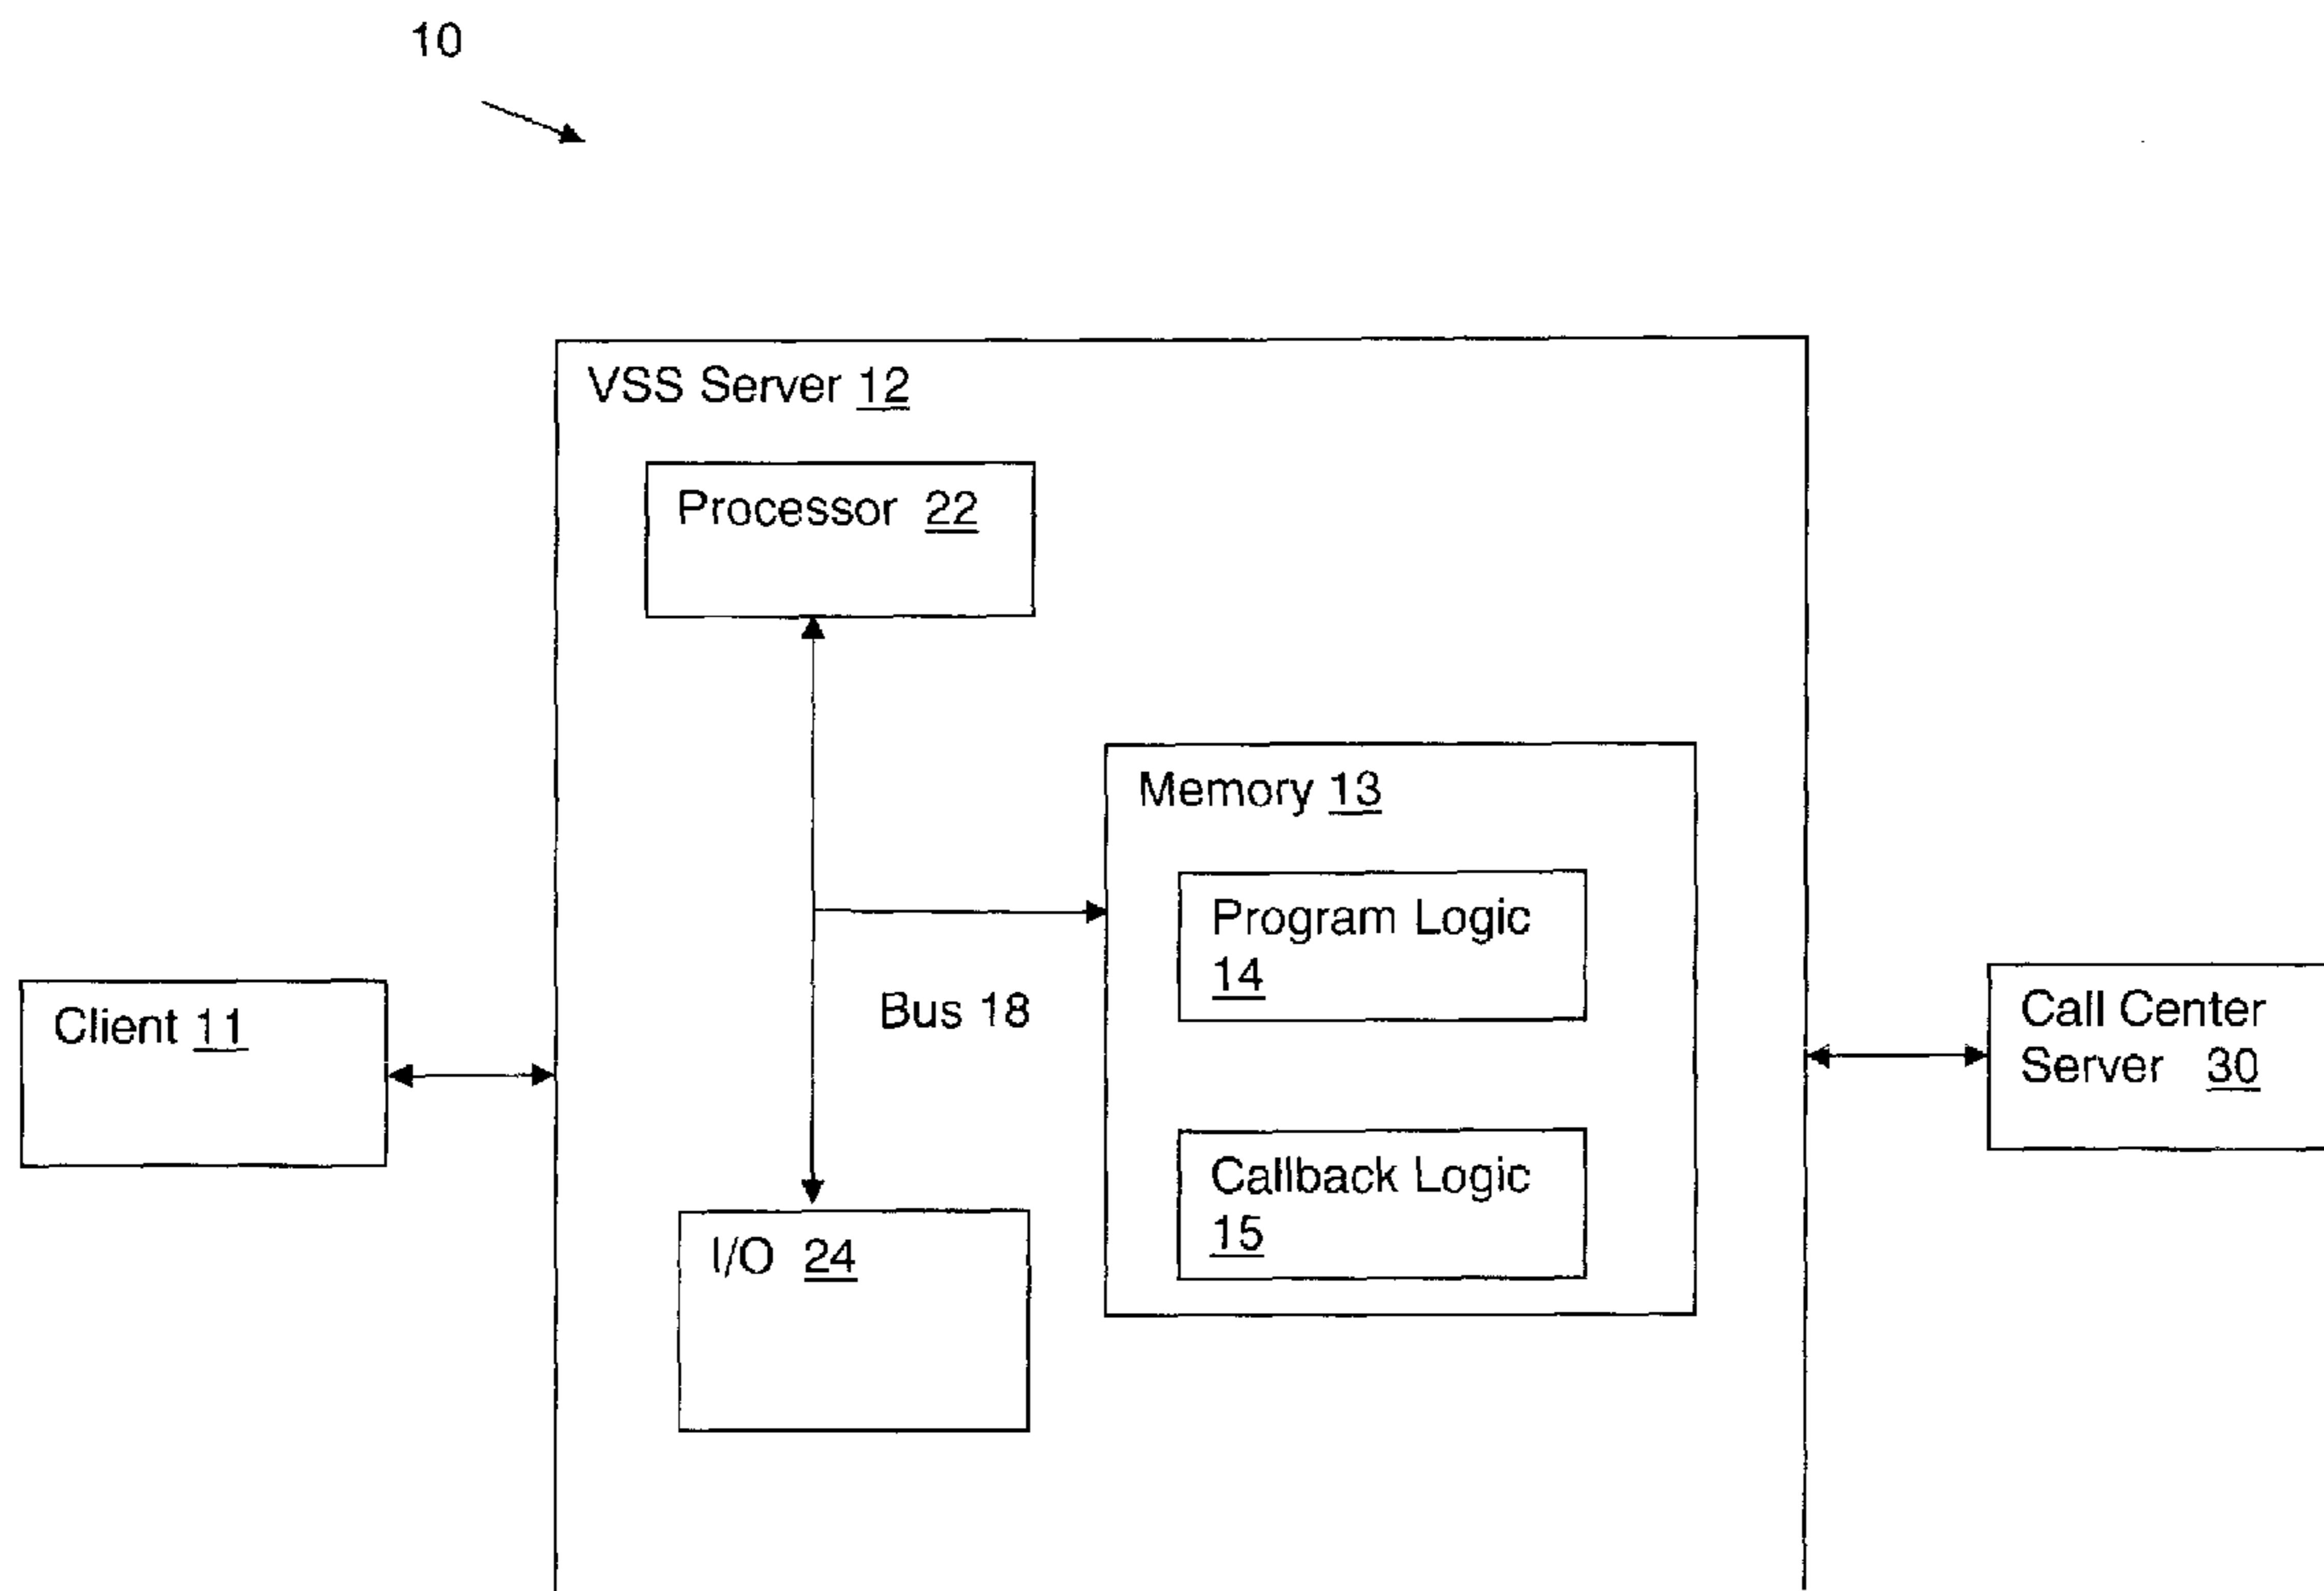 10
VSS Server 12
Processor 22
Memory 13
Program Logic
14
Bus 18
Client 11
Call Center
Server 30
Callback Logic
15
I/O 24